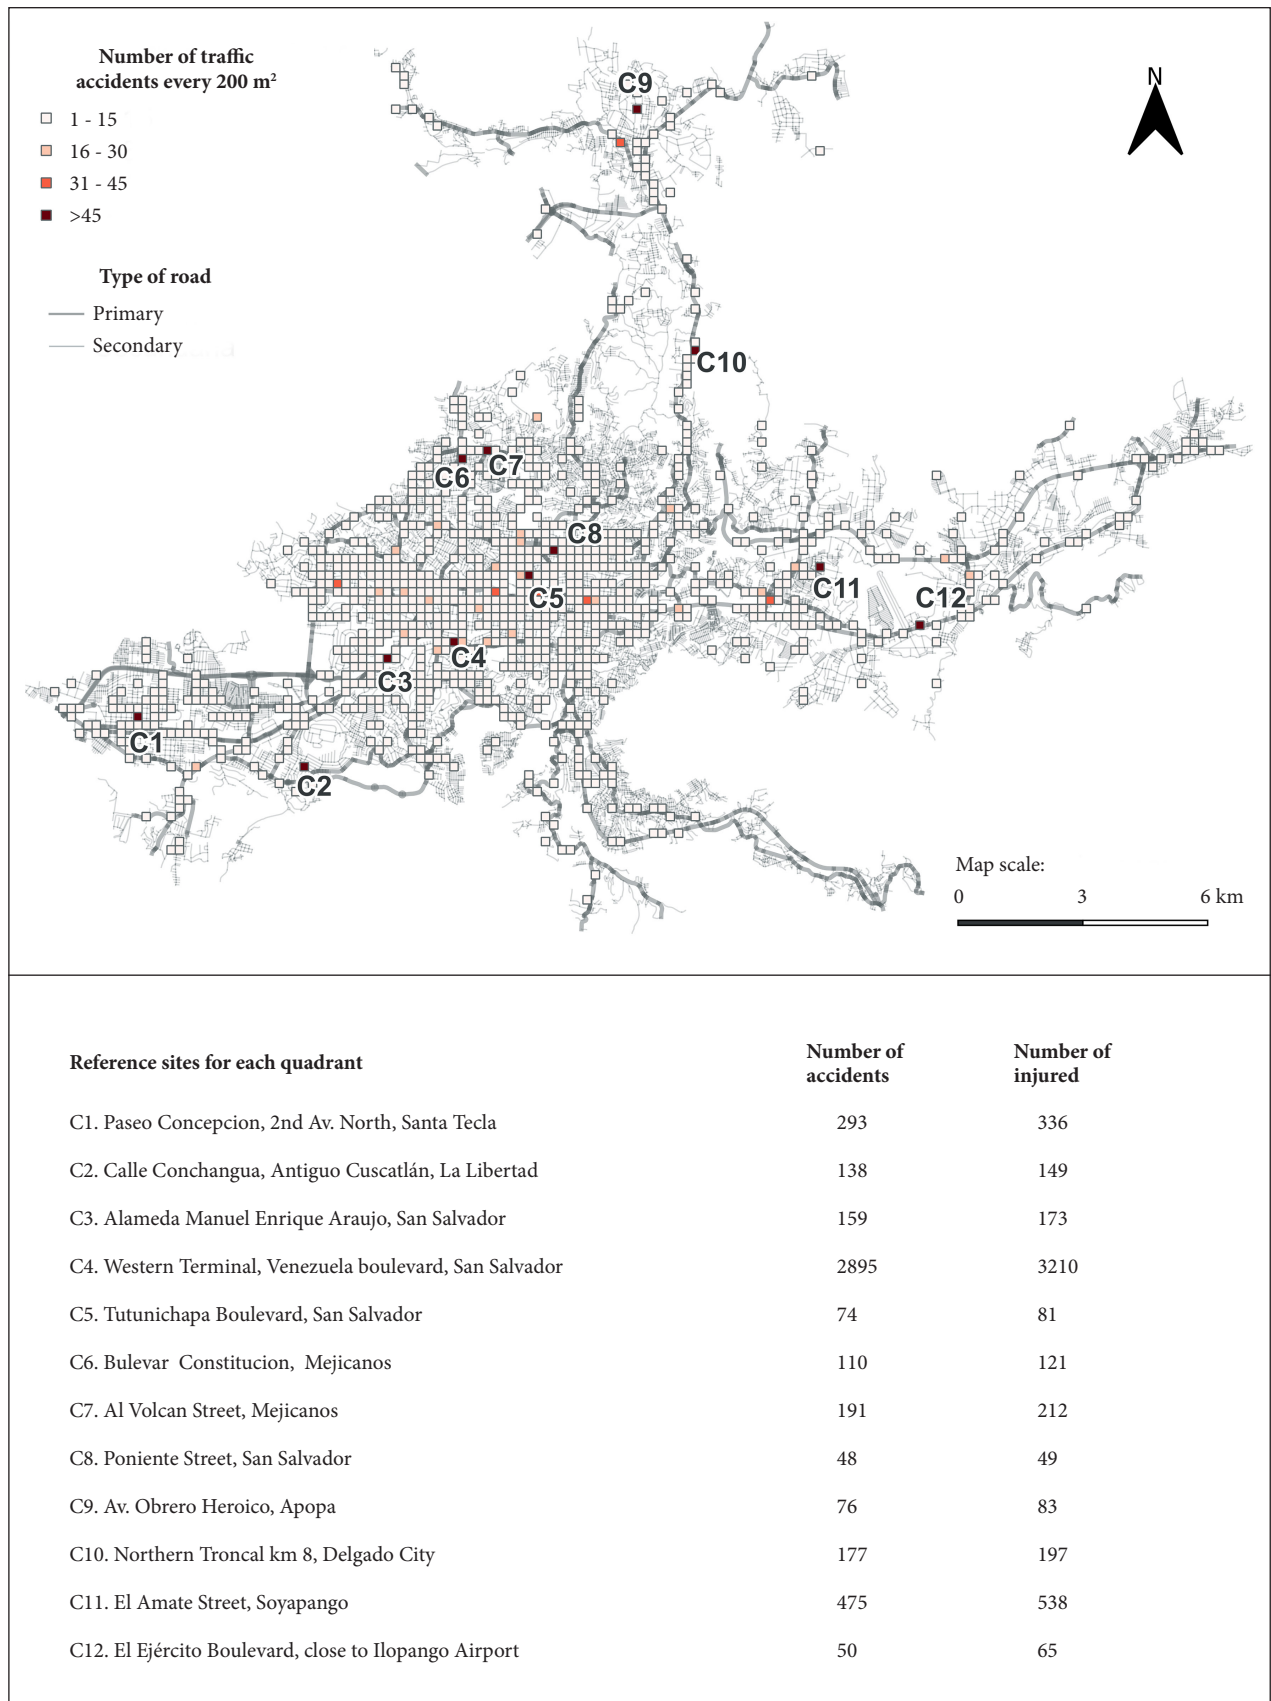 Number of traffic
accidents every 200 m²
1 - 15
16 - 30
31 - 45
>45
Type of road
Primary
Secondary
N
C9
C10
C6
C7
C8
C5
C11
C12
C4
C3
C1
C2
Map scale:
0 3 6 km
Reference sites for each quadrant
Number of
accidents
Number of
injured
C1. Paseo Concepcion, 2nd Av. North, Santa Tecla 293 336
C2. Calle Conchangua, Antiguo Cuscatlán, La Libertad 138 149
C3. Alameda Manuel Enrique Araujo, San Salvador 159 173
C4. Western Terminal, Venezuela boulevard, San Salvador 2895 3210
C5. Tutunichapa Boulevard, San Salvador 74 81
C6. Bulevar Constitucion, Mejicanos 110 121
C7. Al Volcan Street, Mejicanos 191 212
C8. Poniente Street, San Salvador 48 49
C9. Av. Obrero Heroico, Apopa 76 83
C10. Northern Troncal km 8, Delgado City 177 197
C11. El Amate Street, Soyapango 475 538
C12. El Ejército Boulevard, close to Ilopango Airport 50 65